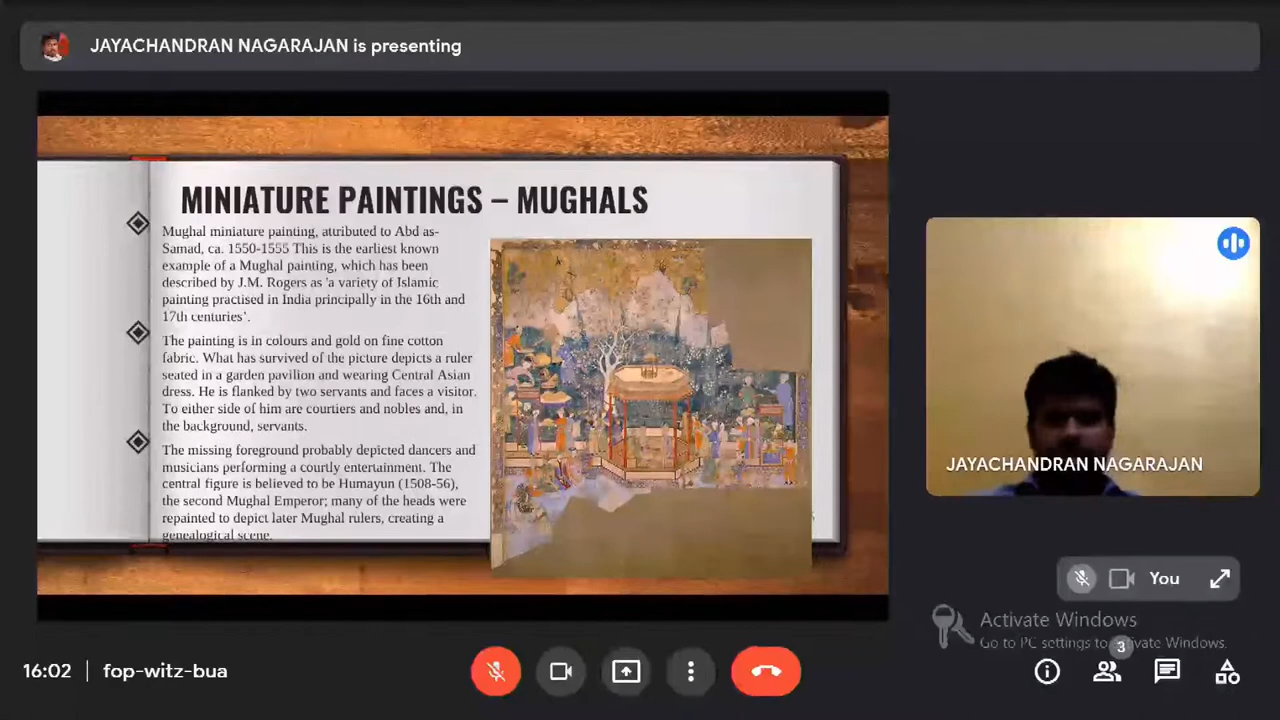 JAYACHANDRAN NAGARAJAN is presenting
MINIATURE PAINTINGS – MUGHALS
Mughal miniature painting, attributed to Abd as-
Samad, ca. 1550-1555 This is the earliest known
example of a Mughal painting, which has been
described by J.M. Rogers as 'a variety of Islamic
painting practised in India principally in the 16th and
17th centuries'.
The painting is in colours and gold on fine cotton
fabric. What has survived of the picture depicts a ruler
seated in a garden pavilion and wearing Central Asian
dress. He is flanked by two servants and faces a visitor.
To either side of him are courtiers and nobles and, in
the background, servants.
The missing foreground probably depicted dancers and
musicians performing a courtly entertainment. The
central figure is believed to be Humayun (1508-56),
the second Mughal Emperor; many of the heads were
repainted to depict later Mughal rulers, creating a
genealogical scene.
JAYACHANDRAN NAGARAJAN
You
Activate Windows
Go to PC settings to activate Windows.
3
16:02 | fop-witz-bua